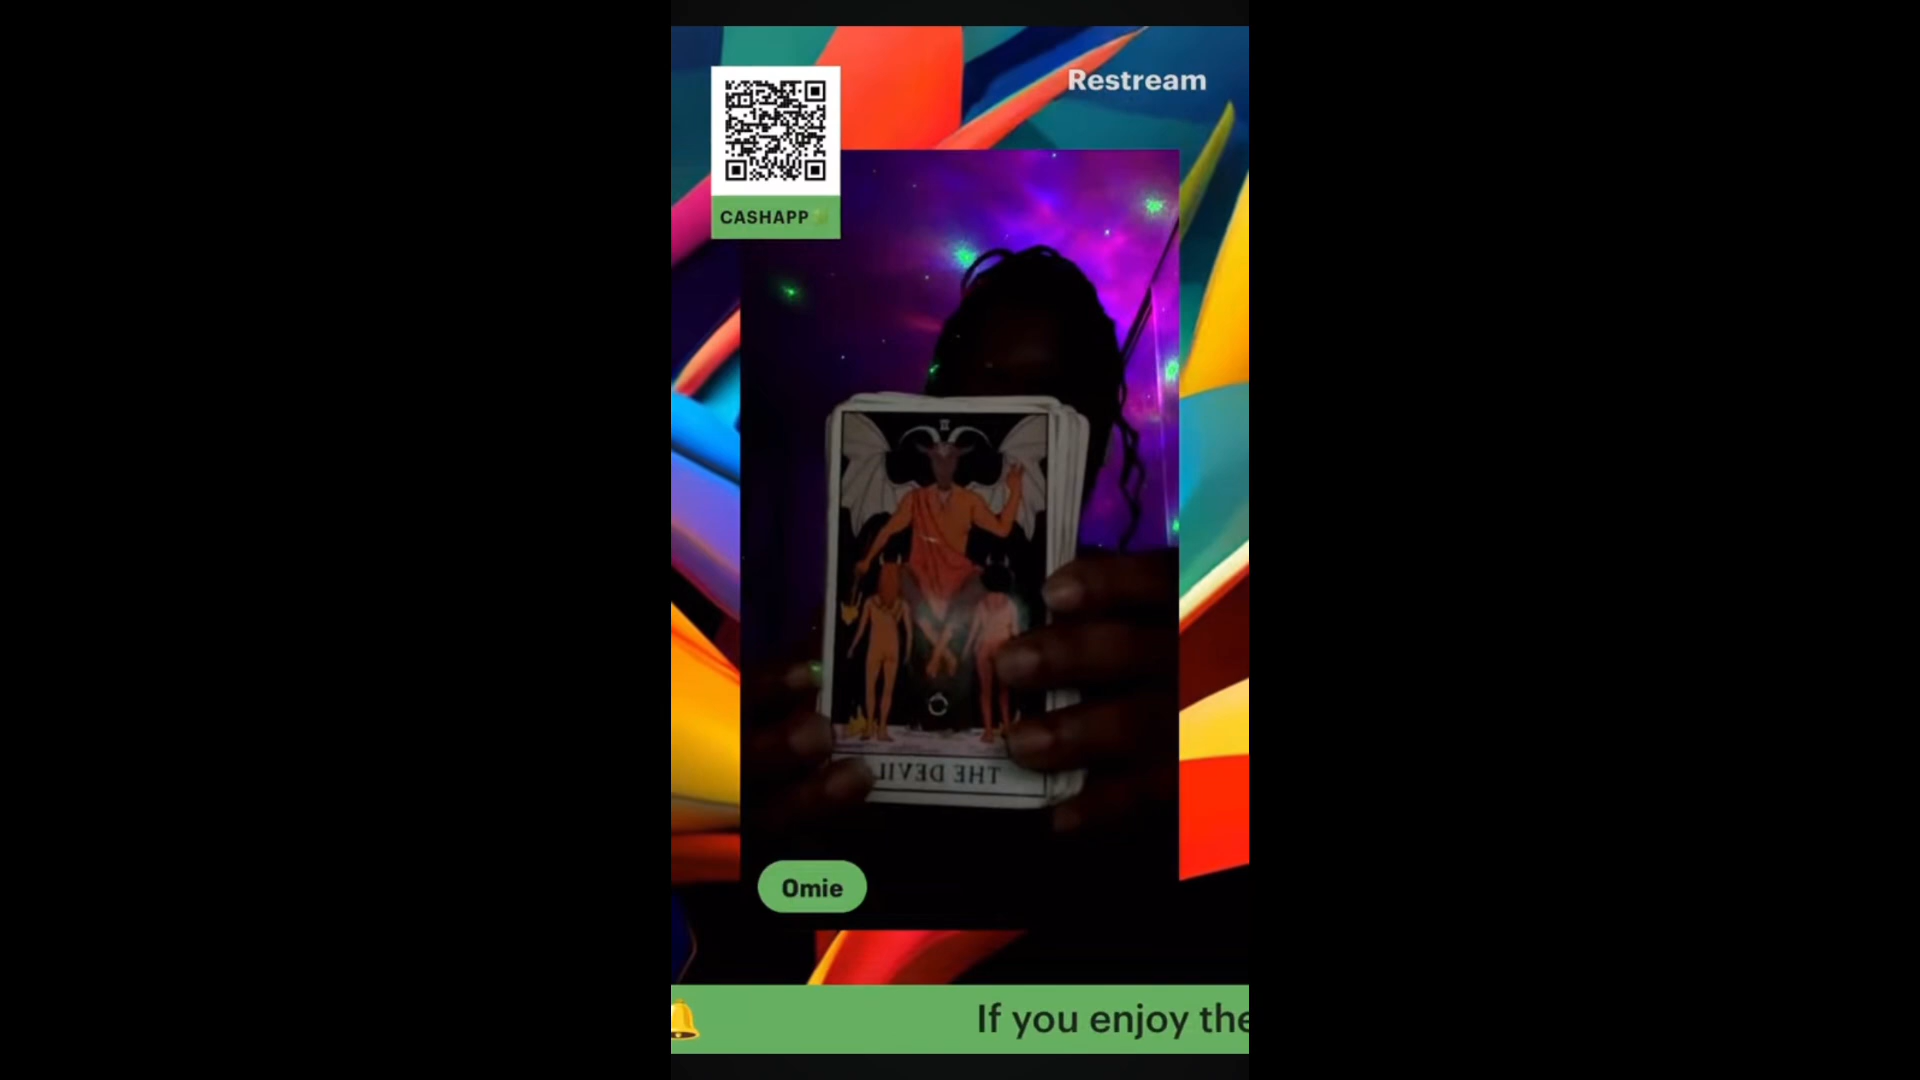 Restream
CASHAPP
THE DEVIL
Omie
If you enjoy the